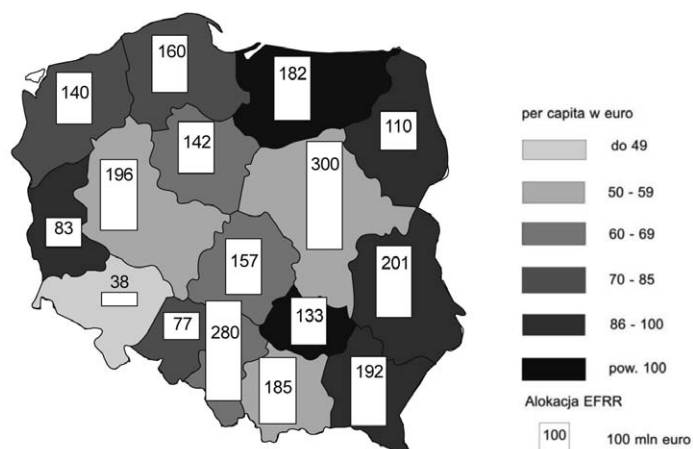 160
182
140
110
142
300
196
83
157
201
38
77
280
133
185
192
per capita w euro
do 49
50 - 59
60 - 69
70 - 85
86 - 100
pow. 100
Alokacja EFRR
100 100 mln euro